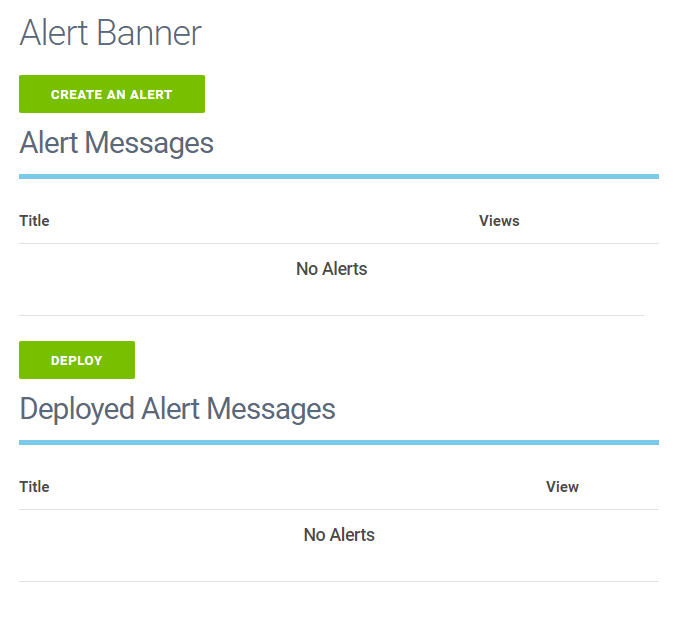 Alert Banner
CREATE AN ALERT
Alert Messages
Title Views
No Alerts
DEPLOY
Deployed Alert Messages
Title View
No Alerts